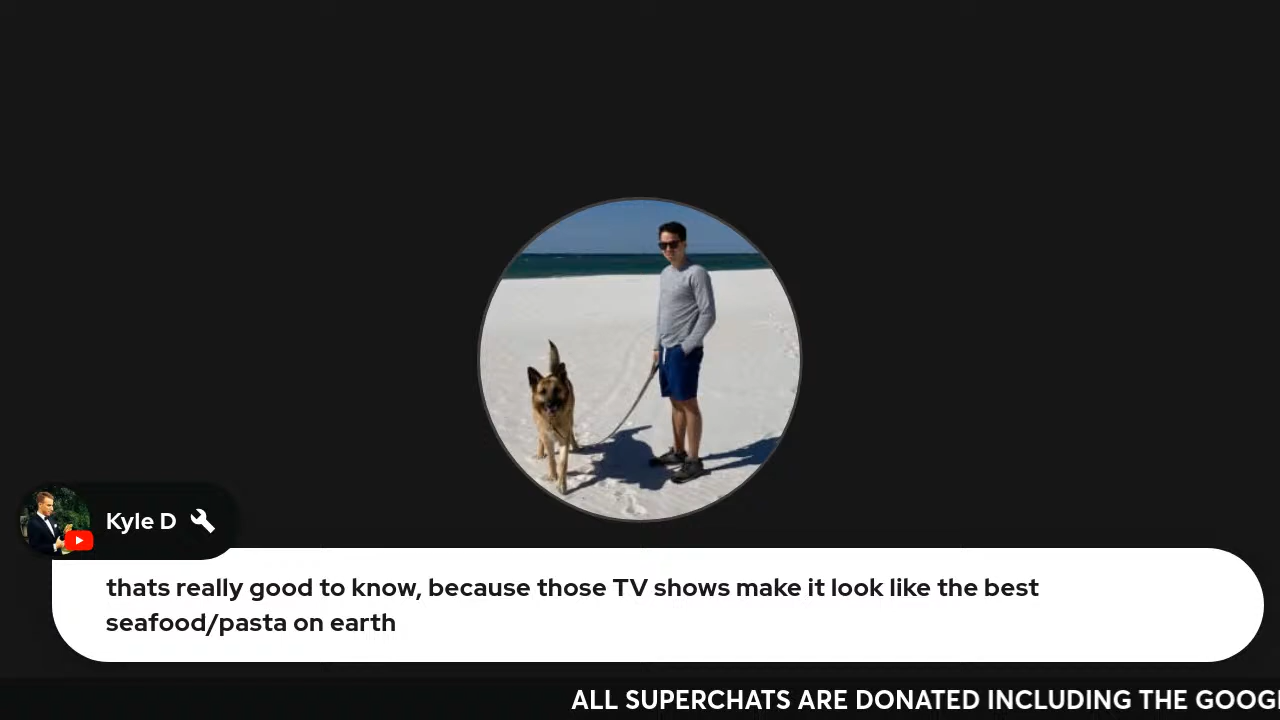 Kyle D
thats really good to know, because those TV shows make it look like the best
seafood/pasta on earth
ALL SUPERCHATS ARE DONATED INCLUDING THE GOOG